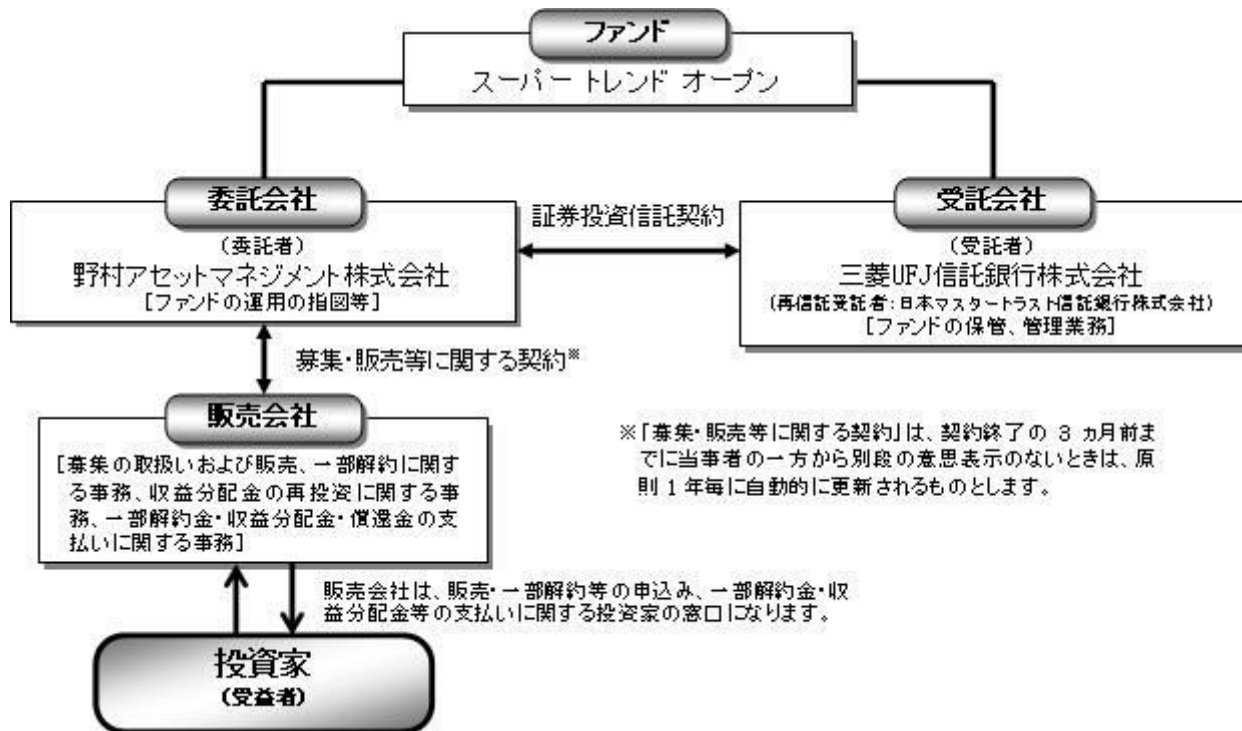 ファンド
スーパー トレンド オープン
委託会社
(委託者)
野村アセットマネジメント株式会社
[ファンドの運用の指図等]
証券投資信託契約
受託会社
(受託者)
三菱UFJ信託銀行株式会社
(再信託受託者:日本マスタートラスト信託銀行株式会社)
[ファンドの保管、管理業務]
募集・販売等に関する契約※
販売会社
[募集の取扱いおよび販売、一部解約に関す
る事務、収益分配金の再投資に関する事
務、一部解約金・収益分配金・償還金の支
払いに関する事務]
※「募集・販売等に関する契約」は、契約終了の 3 ヵ月前ま
でに当事者の一方から別段の意思表示のないときは、原
則 1 年毎に自動的に更新されるものとします。
販売会社は、販売・一部解約等の申込み、一部解約金・収
益分配金等の支払いに関する投資家の窓口になります。
投資家
(受益者)